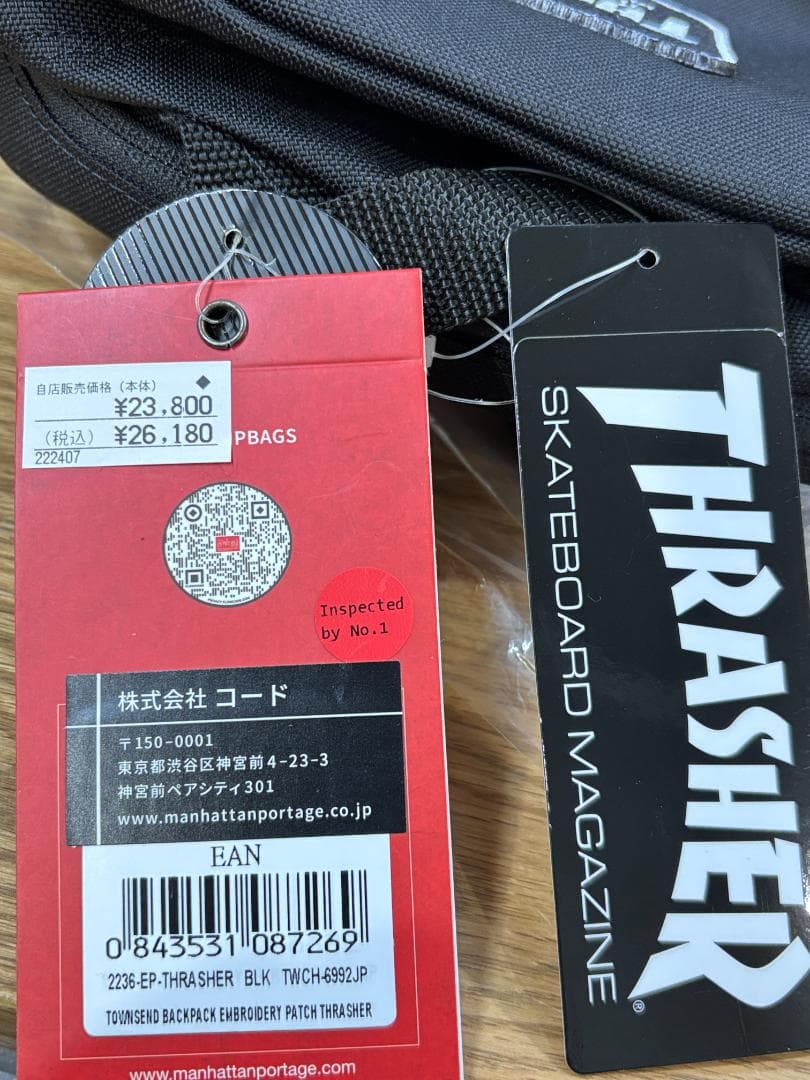 自店販売価格（本体） ◆
¥23,800
（税込） ¥26,180
222407
PBAGS
Inspected
by No.1
株式会社 コード
〒150-0001
東京都渋谷区神宮前4-23-3
神宮前ペアシティ301
www.manhattanportage.co.jp
EAN
0 843531 087269
2236-EP-THRASHER BLK TWCH-6992JP
TOWNSEND BACKPACK EMBROIDERY PATCH THRASHER
www.manhattanportage.com
THRASHER®
SKATEBOARD MAGAZINE